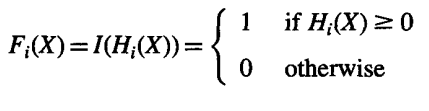 F_i(X) = I(H_i(X)) = { 1 if H_i(X) ≥ 0
0 otherwise